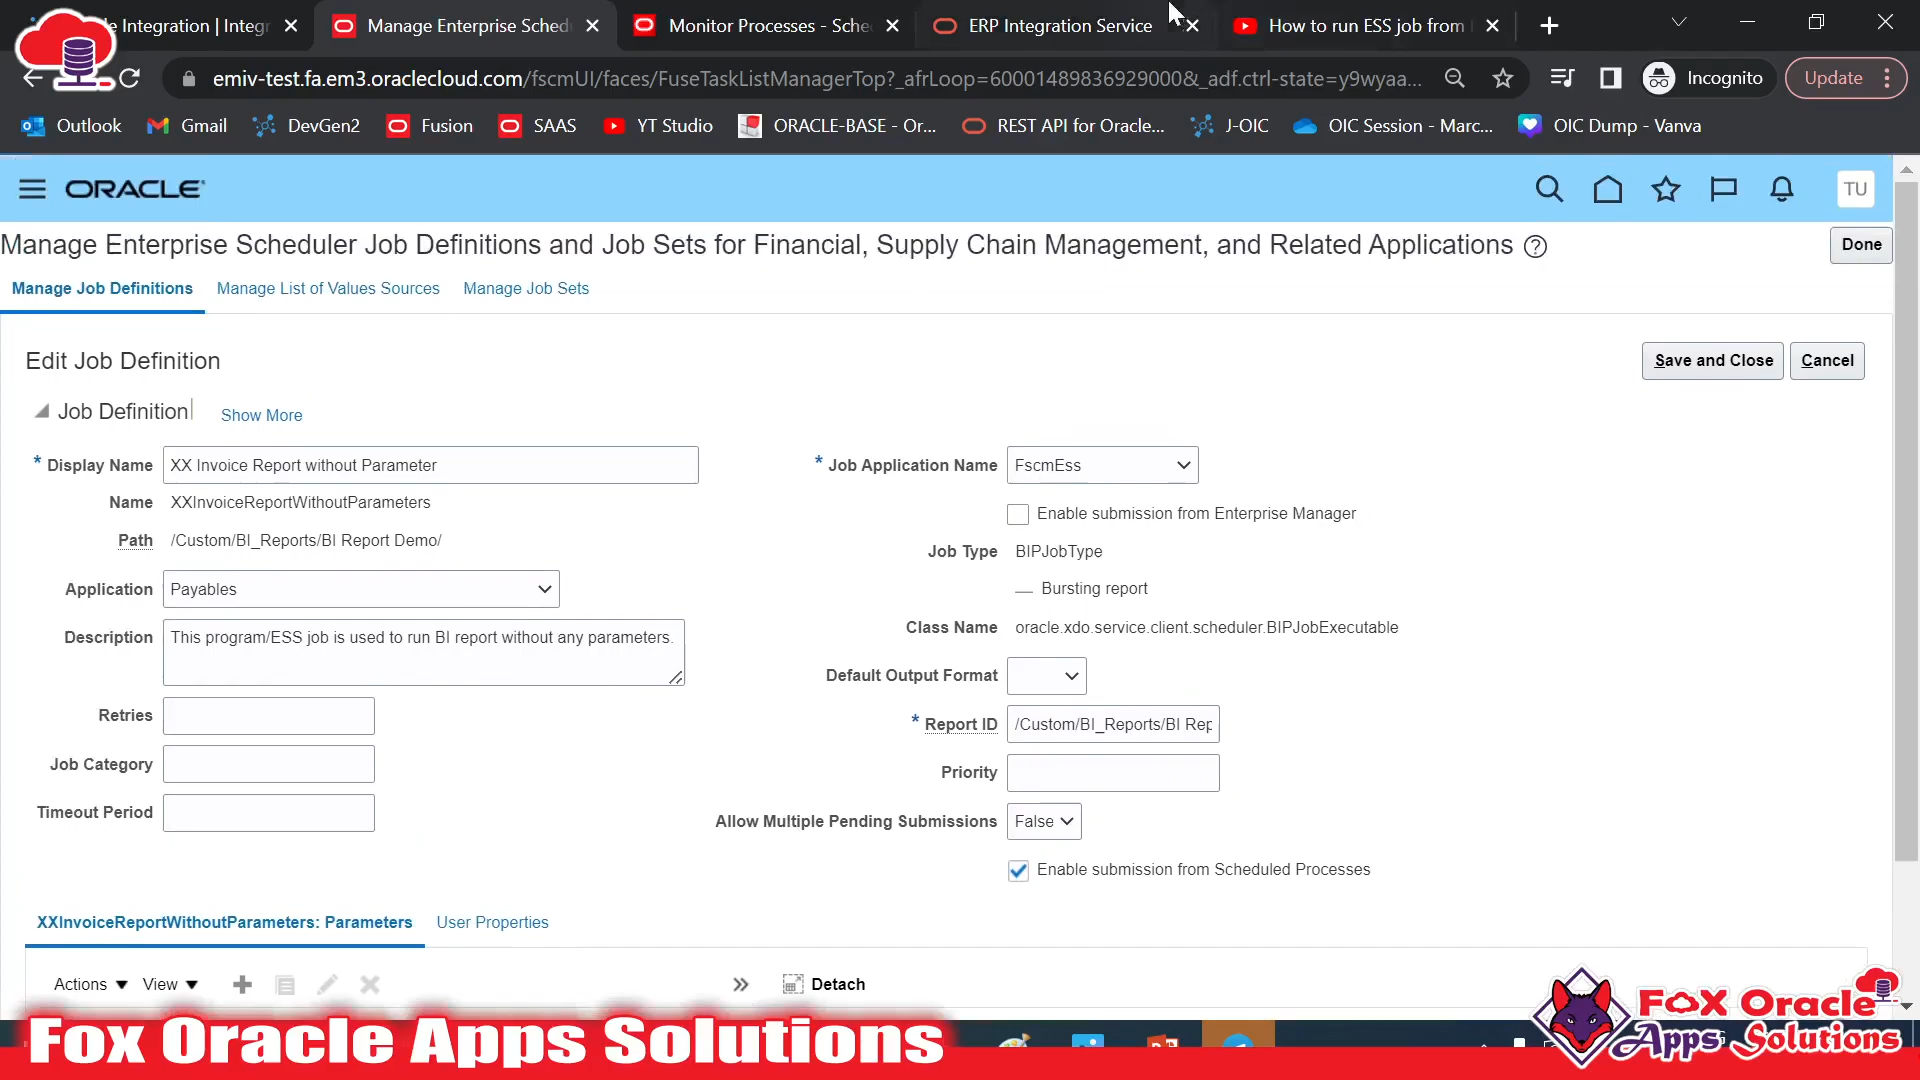 e Integration | Integr
Manage Enterprise Sched
Monitor Processes - Sche
ERP Integration Service
How to run ESS job from
emiv-test.fa.em3.oraclecloud.com/fscmUI/faces/FuseTaskListManagerTop?_afrLoop=60001489836929000&_adf.ctrl-state=y9wyaa...
Incognito
Update
Outlook
Gmail
DevGen2
Fusion
SAAS
YT Studio
ORACLE-BASE - Or...
REST API for Oracle...
J-OIC
OIC Session - Marc...
OIC Dump - Vanva
ORACLE
TU
Manage Enterprise Scheduler Job Definitions and Job Sets for Financial, Supply Chain Management, and Related Applications
Done
Manage Job Definitions
Manage List of Values Sources
Manage Job Sets
Edit Job Definition
Save and Close
Cancel
Job Definition
Show More
* Display Name XX Invoice Report without Parameter
* Job Application Name FscmEss
Name XXInvoiceReportWithoutParameters
Enable submission from Enterprise Manager
Path /Custom/BI_Reports/BI Report Demo/
Job Type BIPJobType
Application Payables
Bursting report
Description This program/ESS job is used to run BI report without any parameters.
Class Name oracle.xdo.service.client.scheduler.BIPJobExecutable
Default Output Format
Retries
* Report ID /Custom/BI_Reports/BI Rep
Job Category
Priority
Timeout Period
Allow Multiple Pending Submissions False
Enable submission from Scheduled Processes
XXInvoiceReportWithoutParameters: Parameters
User Properties
Actions
View
Detach
Fox Oracle Apps Solutions
FOX Oracle
Apps Solutions